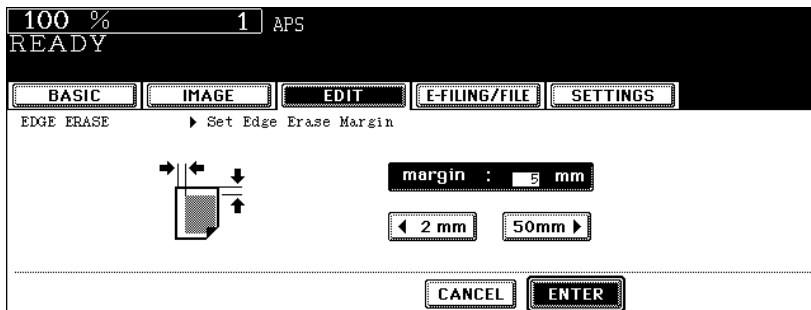 100 % 1 APS
READY
BASIC IMAGE EDIT E-FILING/FILE SETTINGS
EDGE ERASE Set Edge Erase Margin
margin : 5 mm
2 mm 50mm
CANCEL ENTER